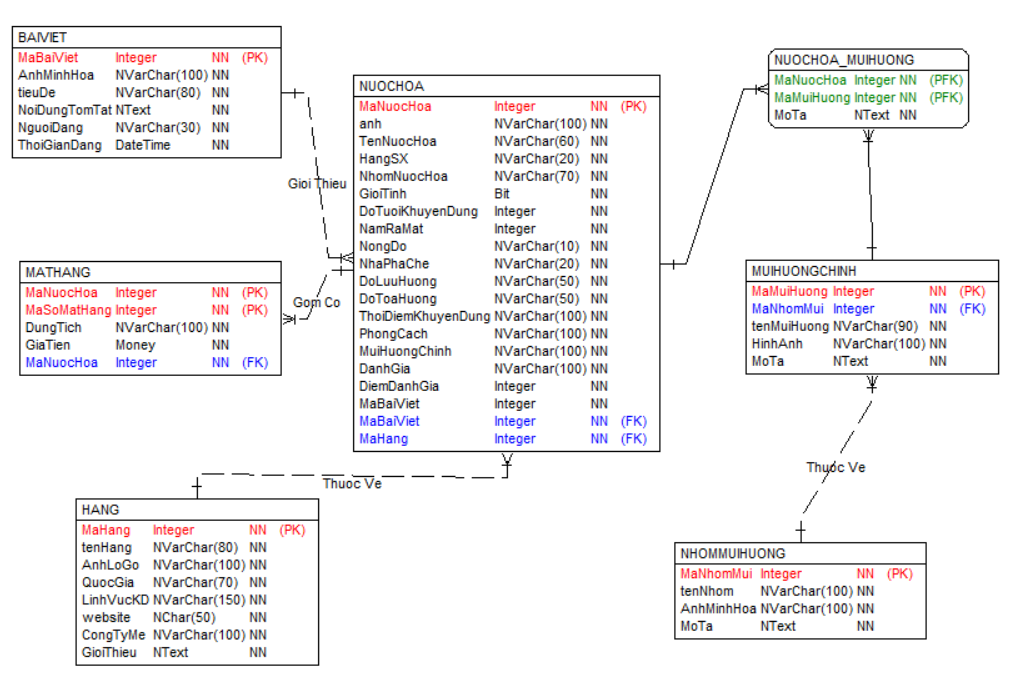 BAIVIET
MaBaiViet Integer NN (PK)
AnhMinhHoa NVarChar(100) NN
tieuDe NVarChar(80) NN
NoiDungTomTat NText NN
NguoiDang NVarChar(30) NN
ThoiGianDang DateTime NN
Gioi Thieu
MATHANG
MaNuocHoa Integer NN (PK)
MaSoMatHang Integer NN (PK)
DungTich NVarChar(100) NN
GiaTien Money NN
MaNuocHoa Integer NN (FK)
Gom Co
NUOCHOA
MaNuocHoa Integer NN (PK)
anh NVarChar(100) NN
TenNuocHoa NVarChar(60) NN
HangSX NVarChar(20) NN
NhomNuocHoa NVarChar(70) NN
GioiTinh Bit NN
DoTuoiKhuyenDung Integer NN
NamRaMat Integer NN
NongDo NVarChar(10) NN
NhaPhaChe NVarChar(20) NN
DoLuuHuong NVarChar(50) NN
DoToaHuong NVarChar(50) NN
ThoiDiemKhuyenDung NVarChar(100) NN
PhongCach NVarChar(100) NN
MuiHuongChinh NVarChar(100) NN
DanhGia NVarChar(100) NN
DiemDanhGia Integer NN
MaBaiViet Integer NN
MaBaiViet Integer NN (FK)
MaHang Integer NN (FK)
NUOCHOA_MUIHUONG
MaNuocHoa Integer NN (PFK)
MaMuiHuong Integer NN (PFK)
MoTa NText NN
MUIHUONGCHINH
MaMuiHuong Integer NN (PK)
MaNhomMui Integer NN (FK)
tenMuiHuong NVarChar(90) NN
HinhAnh NVarChar(100) NN
MoTa NText NN
Thuoc Ve
Thuoc Ve
HANG
MaHang Integer NN (PK)
tenHang NVarChar(80) NN
AnhLoGo NVarChar(100) NN
QuocGia NVarChar(70) NN
LinhVucKD NVarChar(150) NN
website NChar(50) NN
CongTyMe NVarChar(100) NN
GioiThieu NText NN
NHOMMUIHUONG
MaNhomMui Integer NN (PK)
tenNhom NVarChar(100) NN
AnhMinhHoa NVarChar(100) NN
MoTa NText NN